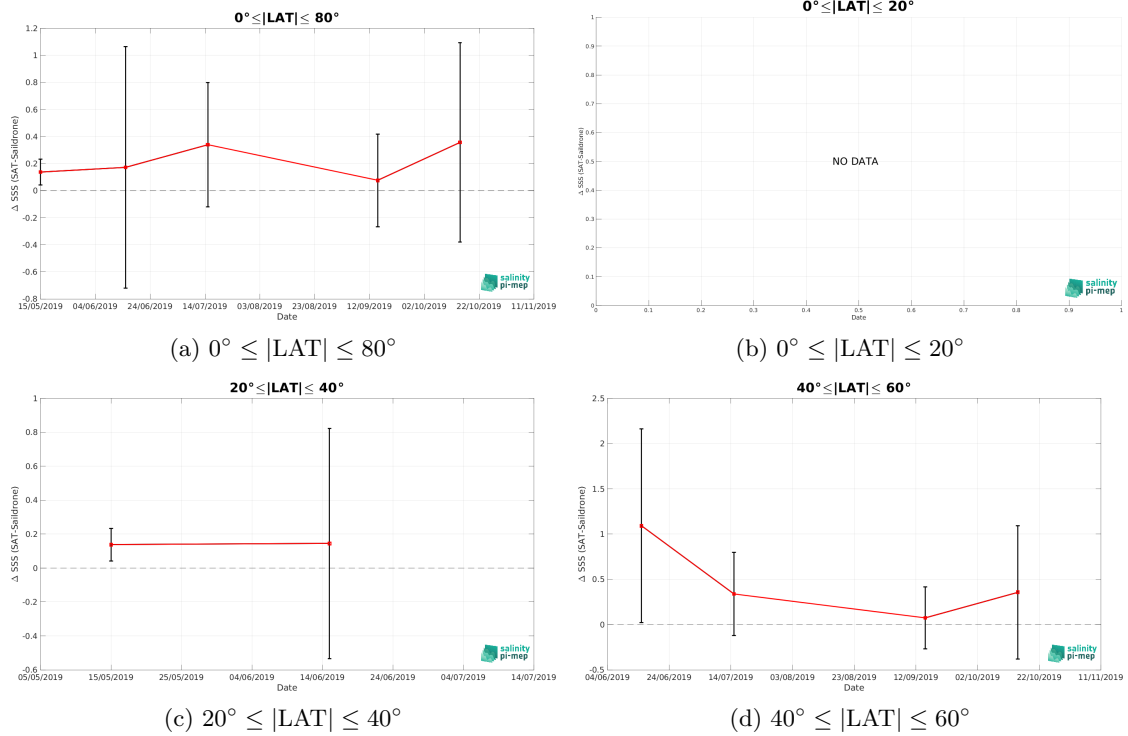 0°≤|LAT|≤ 80°
1.2
1
0.8
0.6
0.4
0.2
0
-0.2
-0.4
-0.6
-0.8
Δ SSS (SAT-Saildrone)
15/05/2019 04/06/2019 24/06/2019 14/07/2019 03/08/2019 23/08/2019 12/09/2019 02/10/2019 22/10/2019 11/11/2019
Date
salinity
pi-mep
(a) 0° ≤ |LAT| ≤ 80°
0°≤|LAT|≤ 20°
1
0.9
0.8
0.7
0.6
0.5
0.4
0.3
0.2
0.1
0
Δ SSS (SAT-Saildrone)
NO DATA
0 0.1 0.2 0.3 0.4 0.5 0.6 0.7 0.8 0.9 1
Date
salinity
pi-mep
(b) 0° ≤ |LAT| ≤ 20°
20°≤|LAT|≤ 40°
1
0.8
0.6
0.4
0.2
0
-0.2
-0.4
-0.6
Δ SSS (SAT-Saildrone)
05/05/2019 15/05/2019 25/05/2019 04/06/2019 14/06/2019 24/06/2019 04/07/2019 14/07/2019
Date
salinity
pi-mep
(c) 20° ≤ |LAT| ≤ 40°
40°≤|LAT|≤ 60°
2.5
2
1.5
1
0.5
0
-0.5
Δ SSS (SAT-Saildrone)
04/06/2019 24/06/2019 14/07/2019 03/08/2019 23/08/2019 12/09/2019 02/10/2019 22/10/2019 11/11/2019
Date
salinity
pi-mep
(d) 40° ≤ |LAT| ≤ 60°